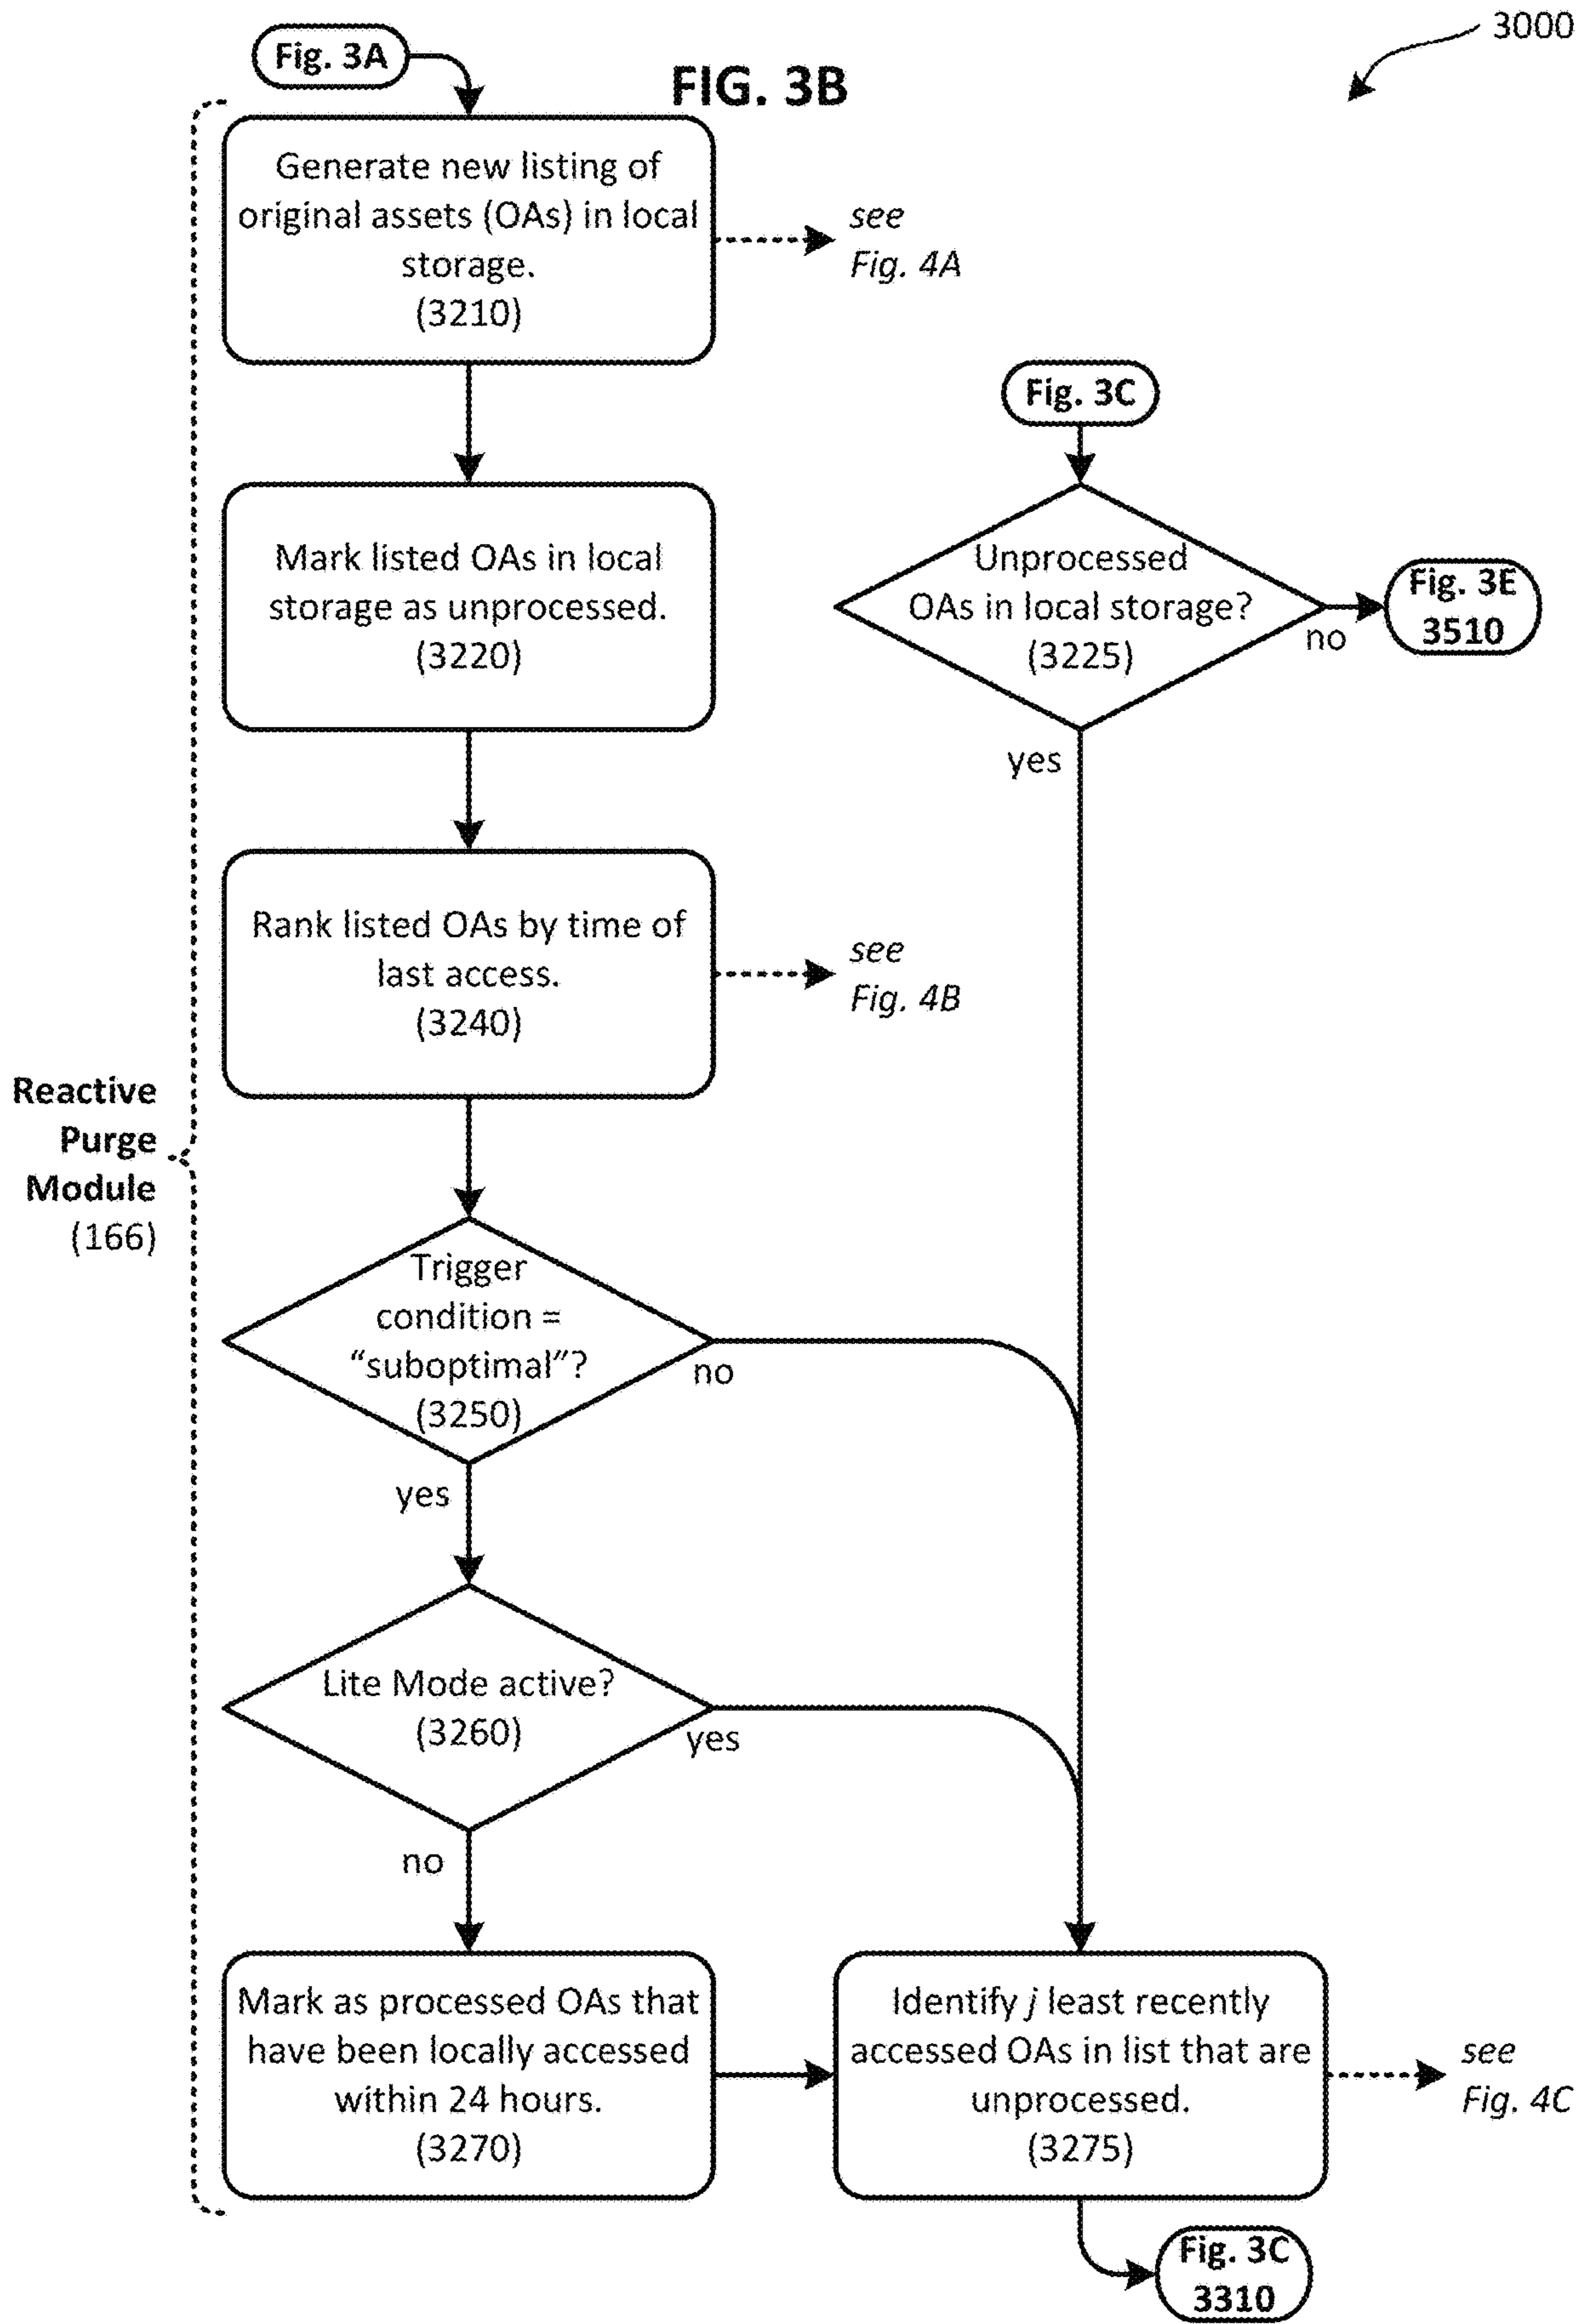 3000
Fig. 3A
FIG. 3B
Generate new listing of
original assets (OAs) in local
storage.
(3210)
see
Fig. 4A
Fig. 3C
Mark listed OAs in local
storage as unprocessed.
(3220)
Unprocessed
OAs in local storage?
(3225)
no
Fig. 3E
3510
yes
Rank listed OAs by time of
last access.
(3240)
see
Fig. 4B
Reactive
Purge
Module
(166)
Trigger
condition =
“suboptimal”?
(3250)
no
yes
Lite Mode active?
(3260)
yes
no
Mark as processed OAs that
have been locally accessed
within 24 hours.
(3270)
Identify j least recently
accessed OAs in list that are
unprocessed.
(3275)
see
Fig. 4C
Fig. 3C
3310